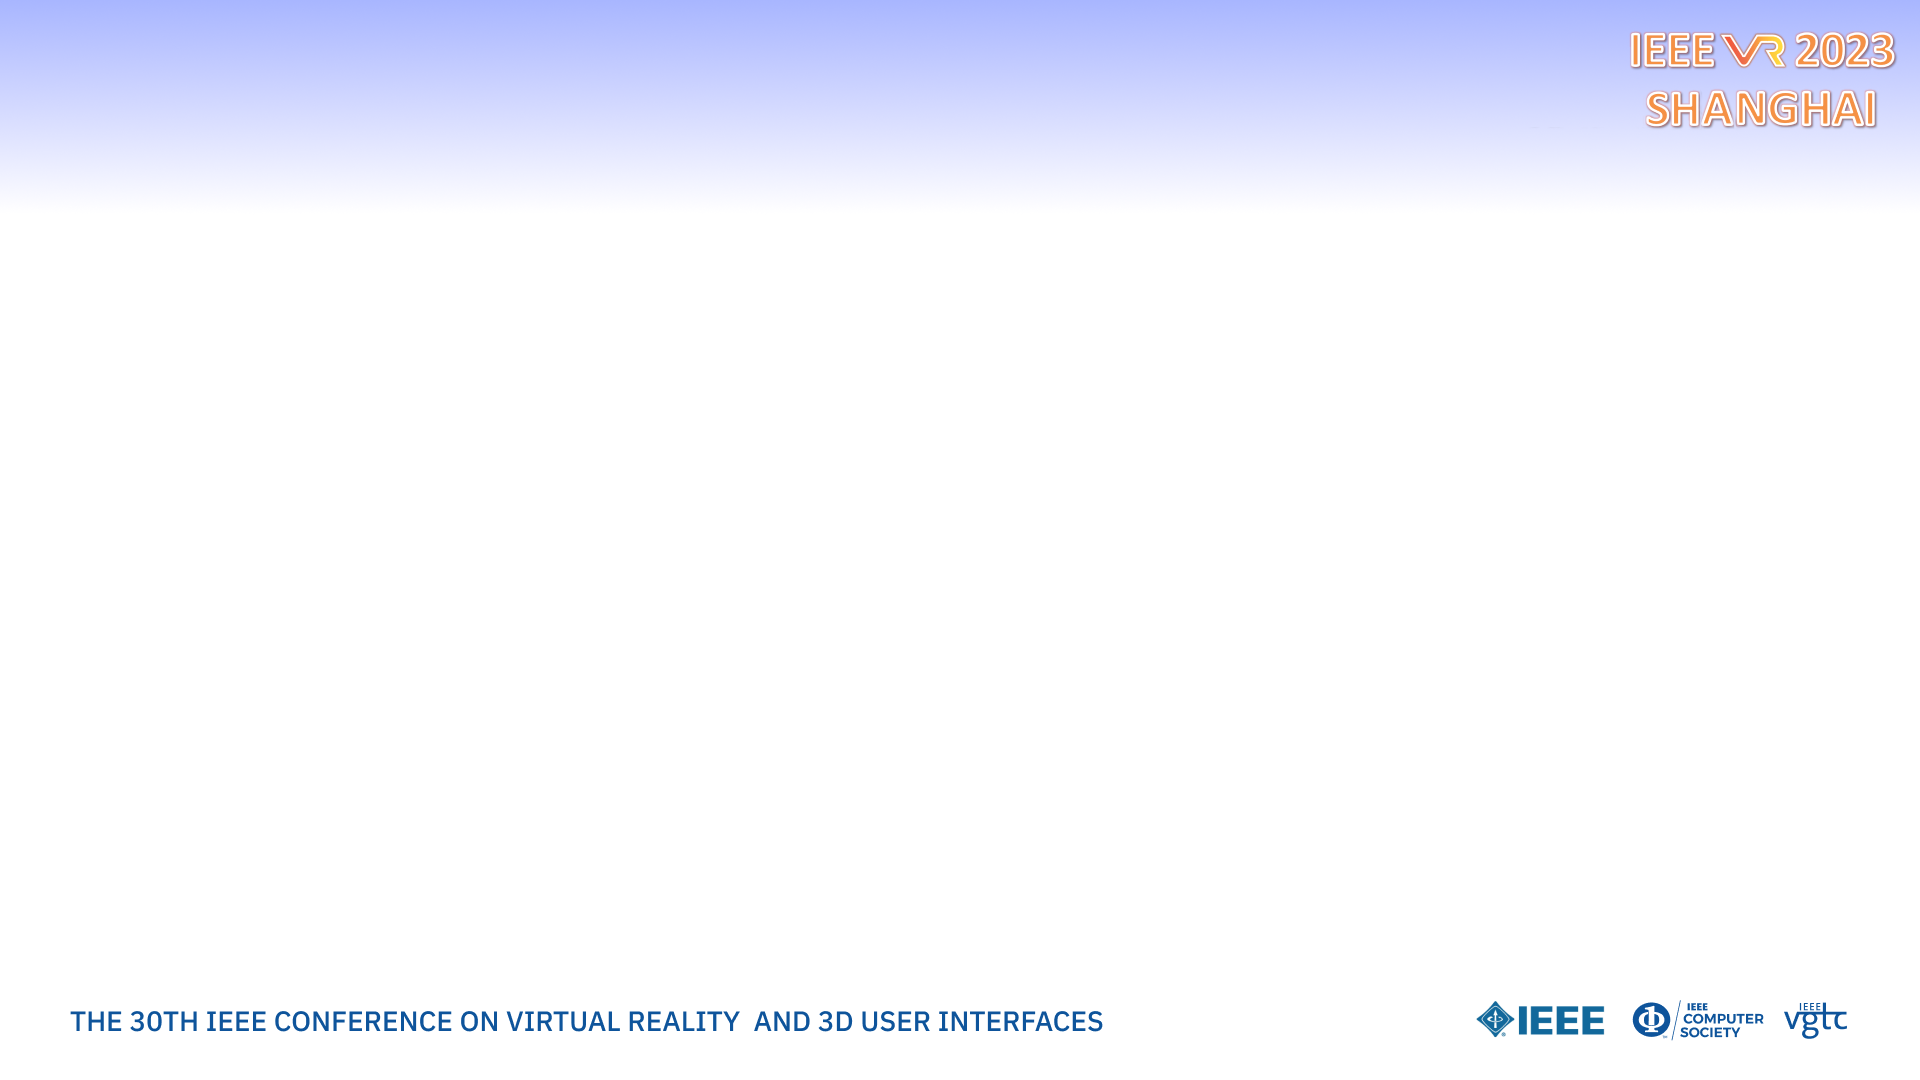 IEEE VR 2023
SHANGHAI
THE 30TH IEEE CONFERENCE ON VIRTUAL REALITY  AND 3D USER INTERFACES
IEEE
IEEE
COMPUTER
SOCIETY
IEEE
vgtc